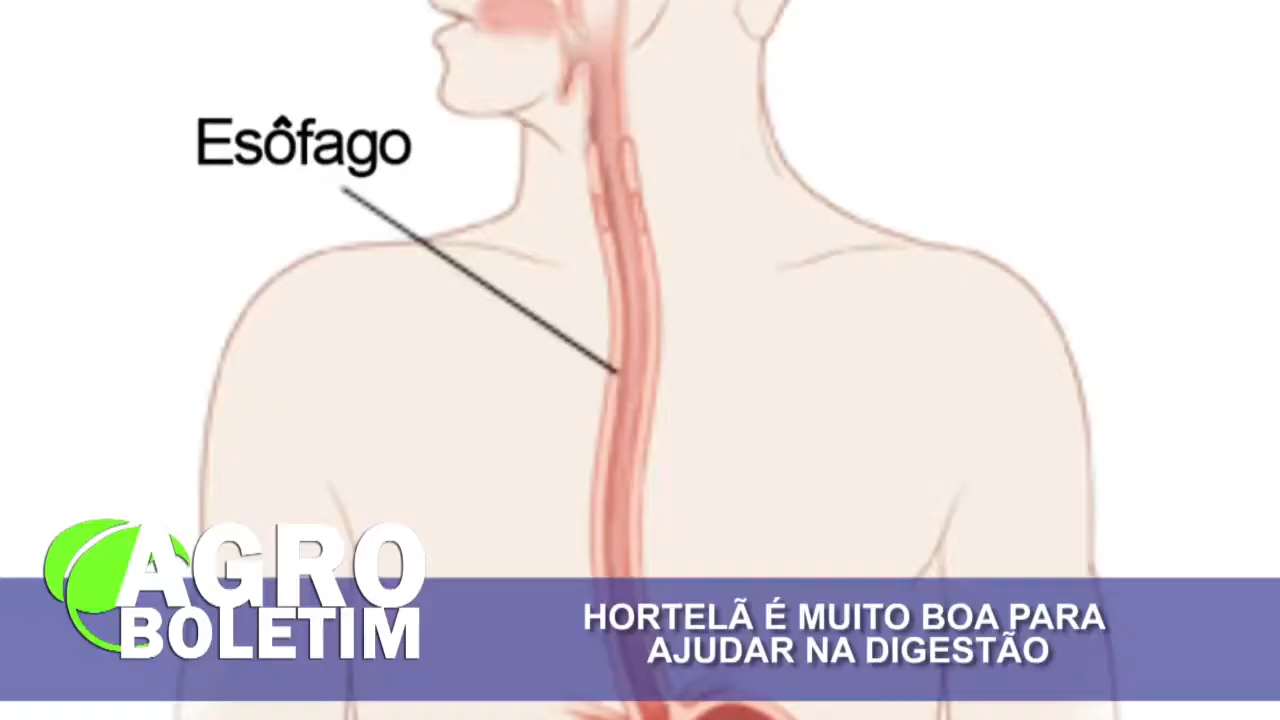 Esôfago
AGRO
BOLETIM
HORTELÃ É MUITO BOA PARA
AJUDAR NA DIGESTÃO